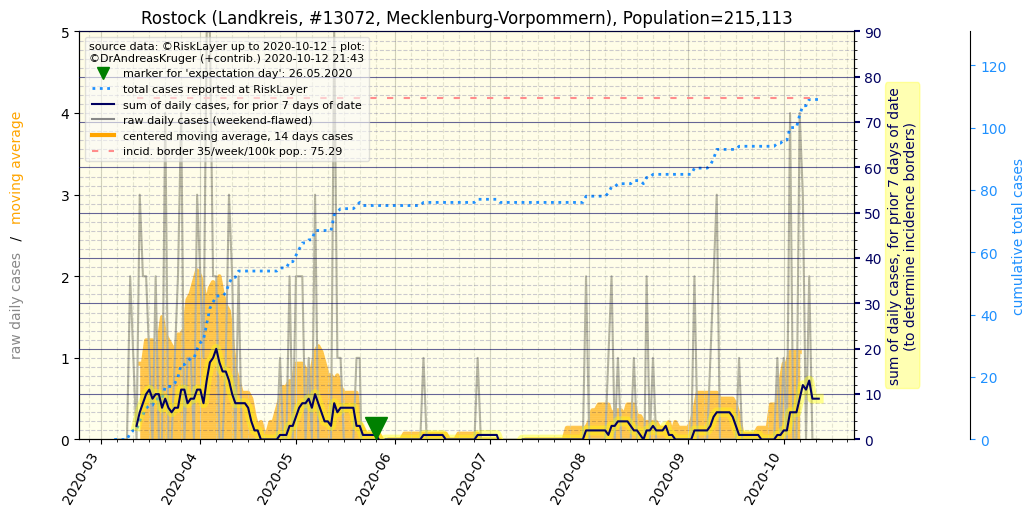 Rostock (Landkreis, #13072, Mecklenburg-Vorpommern), Population=215,113
source data: ©RiskLayer up to 2020-10-12 – plot:
©DrAndreasKruger (+contrib.) 2020-10-12 21:43
marker for 'expectation day': 26.05.2020
total cases reported at RiskLayer
sum of daily cases, for prior 7 days of date
raw daily cases (weekend-flawed)
centered moving average, 14 days cases
incid. border 35/week/100k pop.: 75.29
raw daily cases / moving average
5
4
3
2
1
0
90
80
70
60
50
40
30
20
10
0
sum of daily cases, for prior 7 days of date
(to determine incidence borders)
120
100
80
60
40
20
0
cumulative total cases
2020-03
2020-04
2020-05
2020-06
2020-07
2020-08
2020-09
2020-10